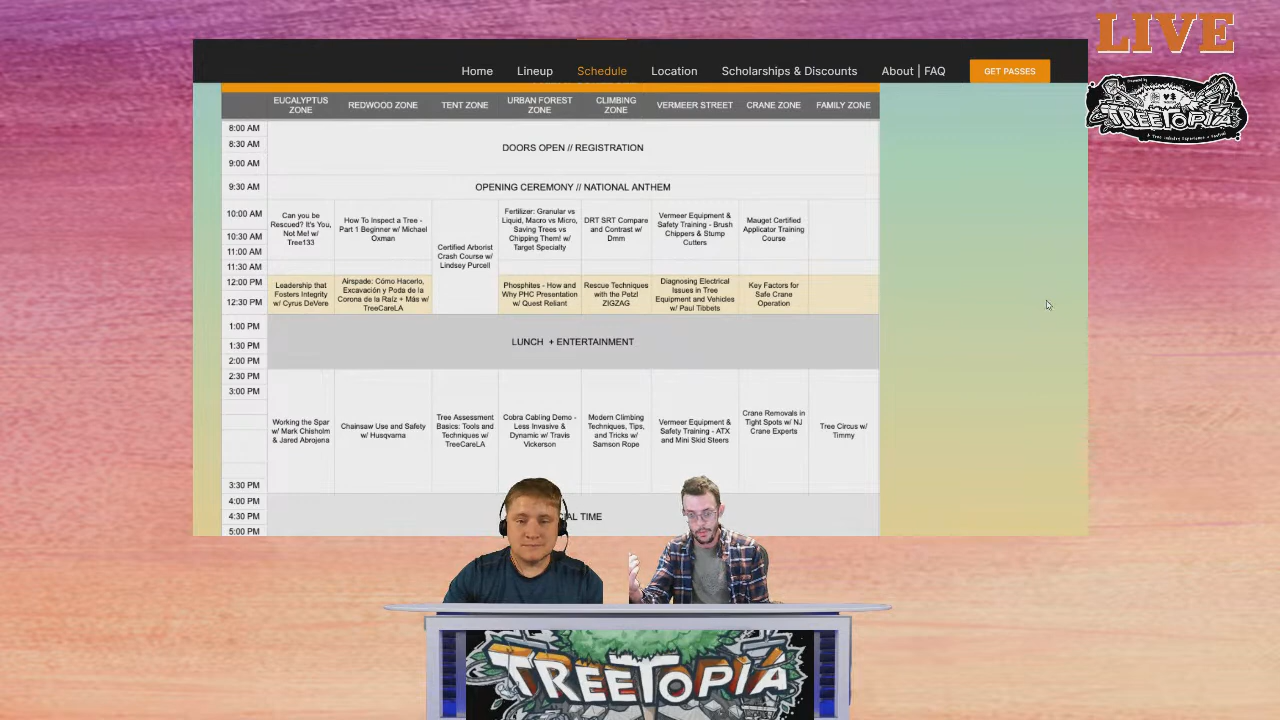 LIVE
Home Lineup Schedule Location Scholarships & Discounts About | FAQ GET PASSES
TREETOPIA
EUCALYPTUS
ZONE
REDWOOD ZONE
TENT ZONE
URBAN FOREST
ZONE
CLIMBING
ZONE
VERMEER STREET
CRANE ZONE
FAMILY ZONE
8:00 AM
8:30 AM
9:00 AM
DOORS OPEN // REGISTRATION
9:30 AM
OPENING CEREMONY // NATIONAL ANTHEM
10:00 AM
10:30 AM
11:00 AM
11:30 AM
Can you be
Rescued? It's You,
Not Me! w/
Tree133
How To Inspect a Tree -
Part 1 Beginner w/ Michael
Oxman
Certified Arborist
Crash Course w/
Lindsey Purcell
Fertilizer: Granular vs
Liquid, Macro vs Micro,
Saving Trees vs
Chipping Them! w/
Target Specialty
DRT SRT Compare
and Contrast w/
Dmm
Vermeer Equipment &
Safety Training - Brush
Chippers & Stump
Cutters
Mauget Certified
Applicator Training
Course
12:00 PM
12:30 PM
Leadership that
Fosters Integrity
w/ Cyrus DeVere
Airspade: Cómo Hacerlo,
Excavación y Poda de la
Corona de la Raíz + Más w/
TreeCareLA
Phosphites - How and
Why PHC Presentation
w/ Quest Reliant
Rescue Techniques
with the Petzl
ZIGZAG
Diagnosing Electrical
Issues in Tree
Equipment and Vehicles
w/ Paul Tibbets
Key Factors for
Safe Crane
Operation
1:00 PM
1:30 PM
2:00 PM
LUNCH + ENTERTAINMENT
2:30 PM
3:00 PM
Working the Spar
w/ Mark Chisholm
& Jared Abrojena
Chainsaw Use and Safety
w/ Husqvarna
Tree Assessment
Basics: Tools and
Techniques w/
TreeCareLA
Cobra Cabling Demo -
Less Invasive &
Dynamic w/ Travis
Vickerson
Modern Climbing
Techniques, Tips,
and Tricks w/
Samson Rope
Vermeer Equipment &
Safety Training - ATX
and Mini Skid Steers
Crane Removals in
Tight Spots w/ NJ
Crane Experts
Tree Circus w/
Timmy
3:30 PM
4:00 PM
4:30 PM
5:00 PM
IAL TIME
TREETOPIA